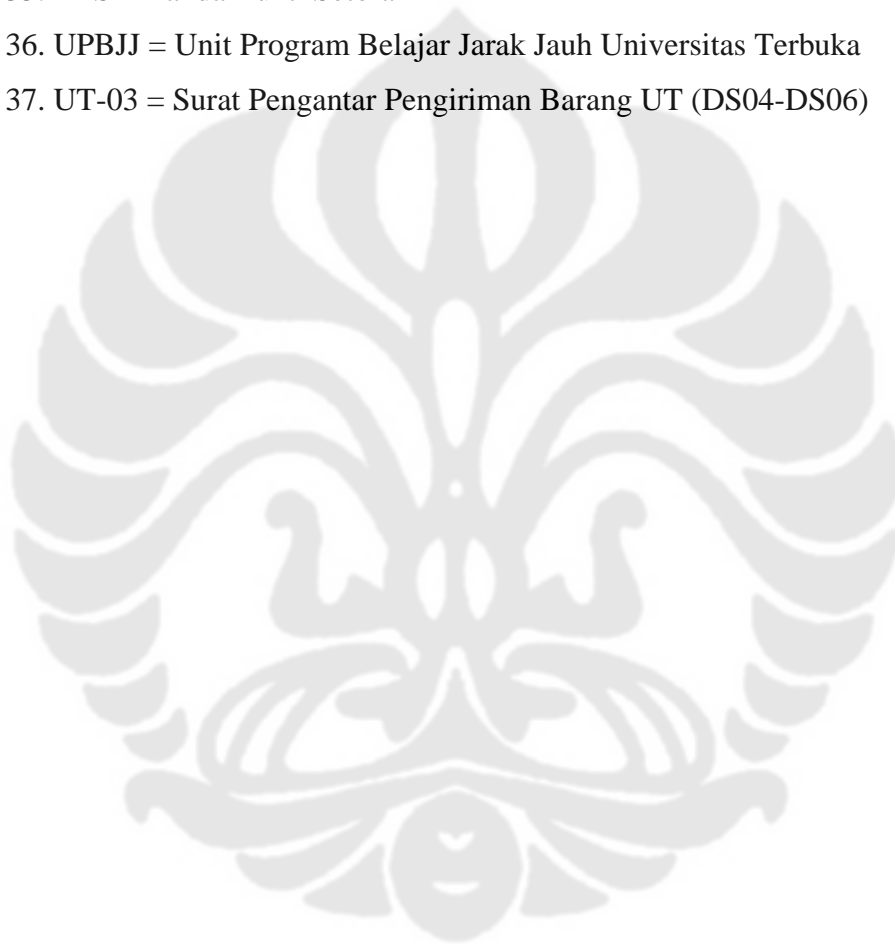 36. UPBJJ = Unit Program Belajar Jarak Jauh Universitas Terbuka
37. UT-03 = Surat Pengantar Pengiriman Barang UT (DS04-DS06)